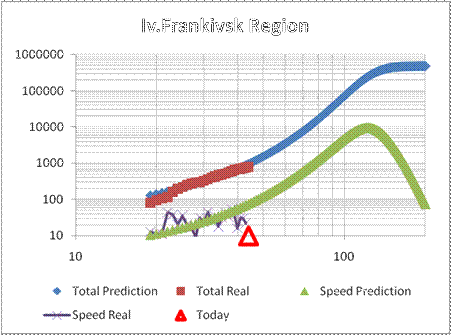 Iv.Frankivsk Region
1000000
100000
10000
1000
100
10
10 100
Total Prediction Total Real Speed Prediction
Speed Real Today